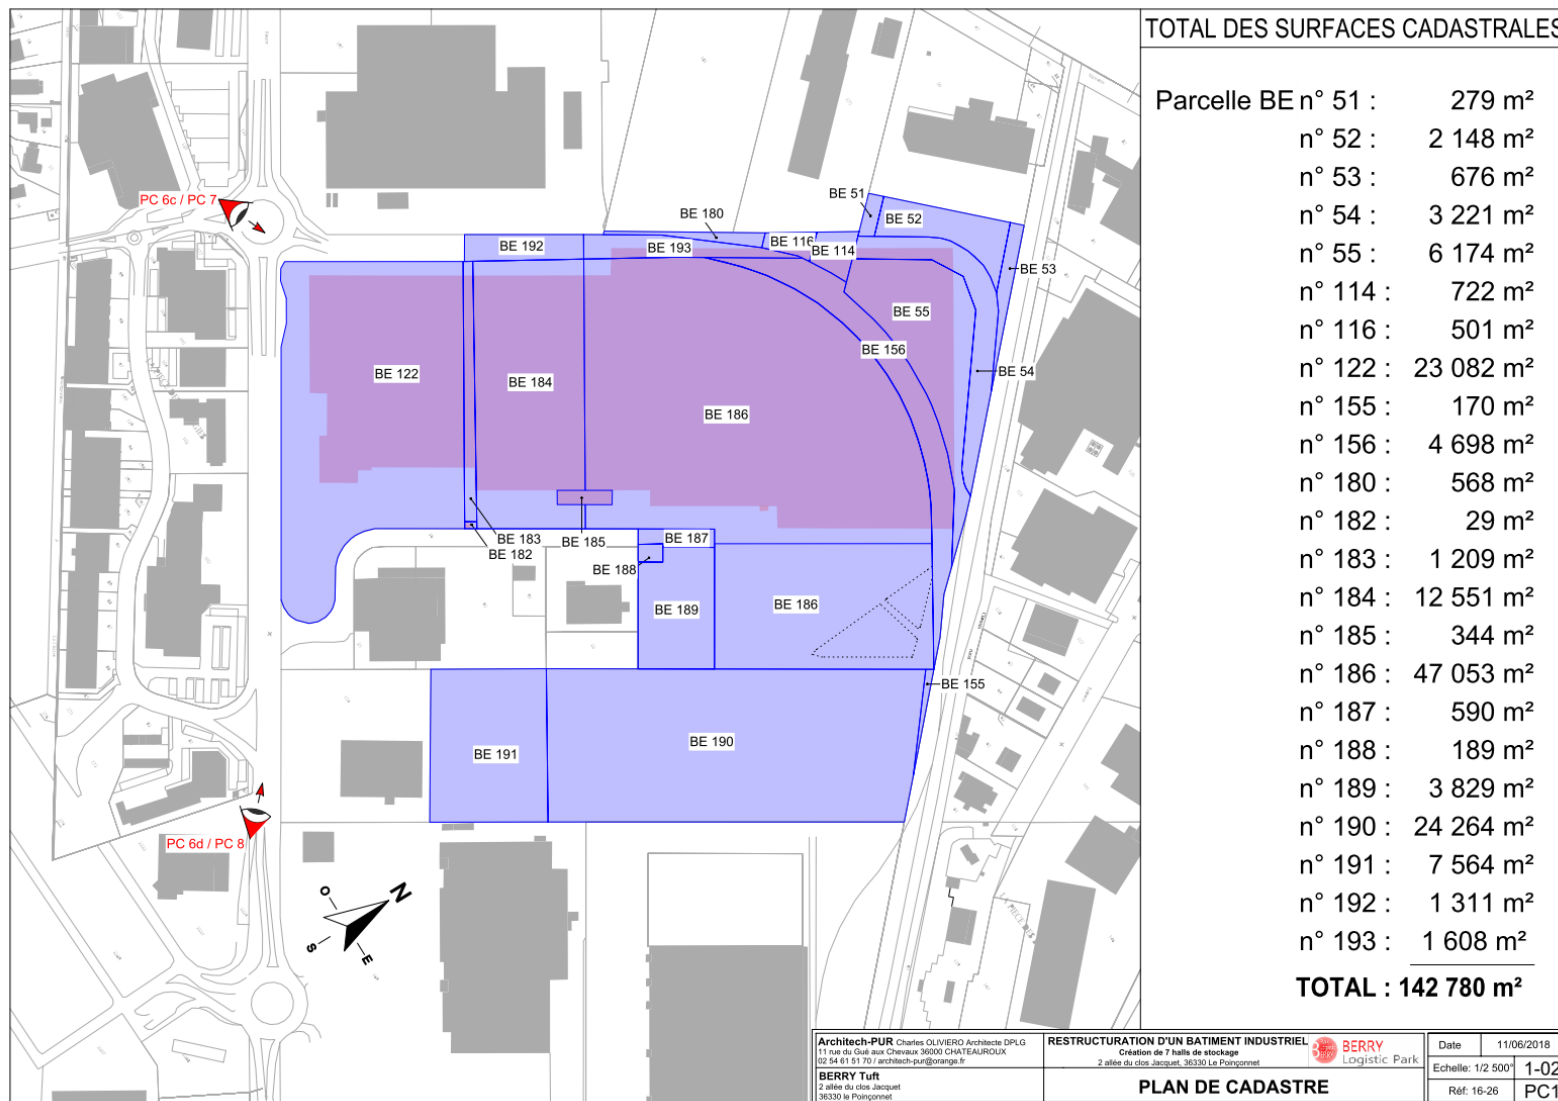 TOTAL DES SURFACES CADASTRALES
Parcelle BE n° 51 : 279 m²
n° 52 : 2 148 m²
n° 53 : 676 m²
n° 54 : 3 221 m²
n° 55 : 6 174 m²
n° 114 : 722 m²
n° 116 : 501 m²
n° 122 : 23 082 m²
n° 155 : 170 m²
n° 156 : 4 698 m²
n° 180 : 568 m²
n° 182 : 29 m²
n° 183 : 1 209 m²
n° 184 : 12 551 m²
n° 185 : 344 m²
n° 186 : 47 053 m²
n° 187 : 590 m²
n° 188 : 189 m²
n° 189 : 3 829 m²
n° 190 : 24 264 m²
n° 191 : 7 564 m²
n° 192 : 1 311 m²
n° 193 : 1 608 m²
TOTAL : 142 780 m²
PC 6c / PC 7
BE 51
BE 180
BE 52
BE 192
BE 193
BE 116
BE 114
BE 53
BE 55
BE 156
BE 122
BE 184
BE 54
BE 186
BE 183
BE 182
BE 185
BE 187
BE 188
BE 189
BE 186
BE 155
BE 191
BE 190
PC 6d / PC 8
O
N
S
E
Architech-PUR Charles OLIVIERO Architecte DPLG
11 rue du Gué aux Chevaux 36000 CHATEAUROUX
02 54 61 51 70 / architech-pur@orange.fr
BERRY Tuft
2 allée du clos Jacquet
36330 le Poinçonnet
RESTRUCTURATION D'UN BATIMENT INDUSTRIEL
Création de 7 halls de stockage
2 allée du clos Jacquet, 36330 Le Poinçonnet
BERRY
Logistic Park
PLAN DE CADASTRE
Date 11/06/2018
Echelle: 1/2 500° 1-02
Réf: 16-26 PC1